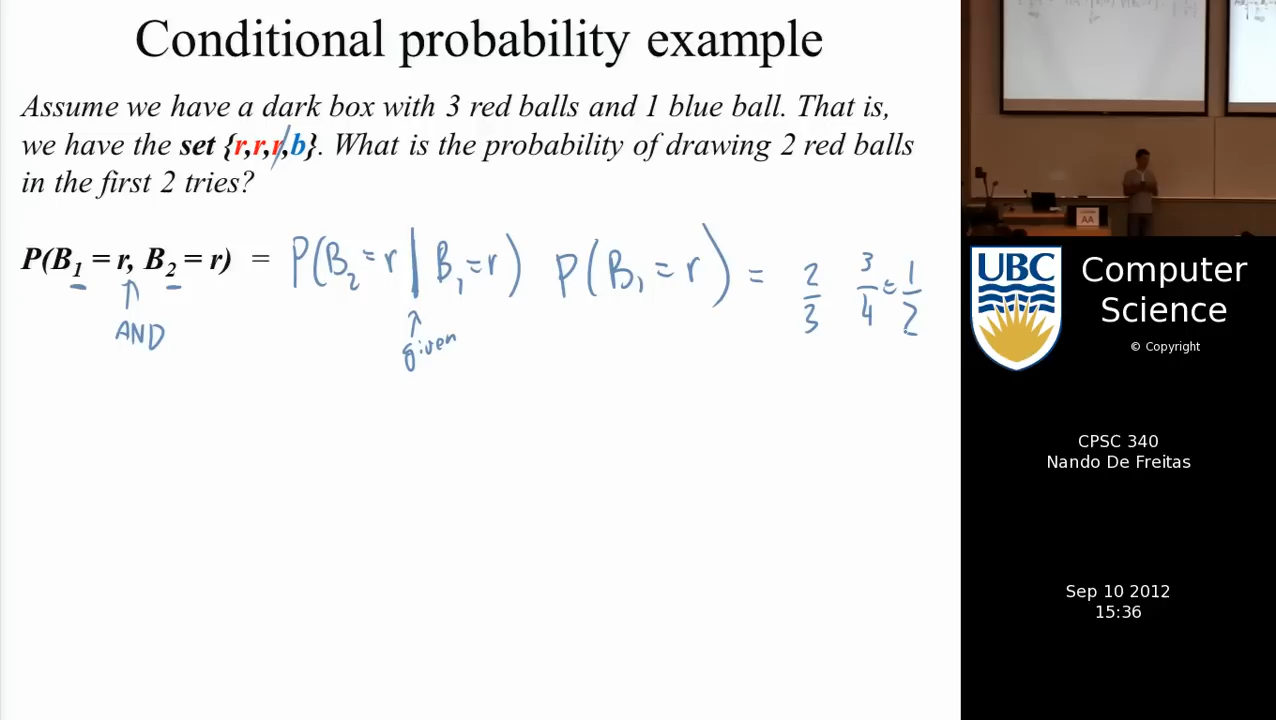 Conditional probability example
Assume we have a dark box with 3 red balls and 1 blue ball. That is,
we have the set {r,r,r,b}. What is the probability of drawing 2 red balls
in the first 2 tries?
P(B₁ = r, B₂ = r) = P(B₂ = r | B₁ = r) P(B₁ = r) = 2/3 3/4 = 1/2
AND
given
LESSON
AA
UBC
Computer
Science
© Copyright
CPSC 340
Nando De Freitas
Sep 10 2012
15:36